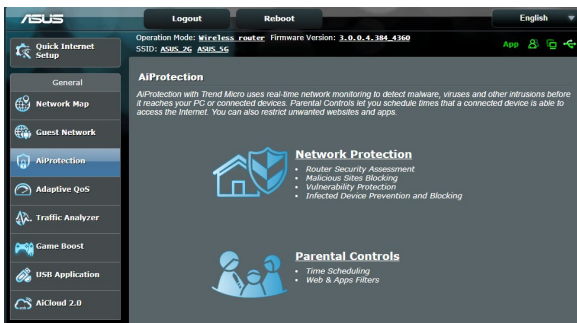 ASUS
Logout
Reboot
English
Operation Mode: Wireless router Firmware Version: 3.0.0.4.384_4360
SSID: ASUS_2G ASUS_5G
App
Quick Internet
Setup
General
Network Map
Guest Network
AiProtection
Adaptive QoS
Traffic Analyzer
Game Boost
USB Application
AiCloud 2.0
AiProtection
AiProtection with Trend Micro uses real-time network monitoring to detect malware, viruses and other intrusions before
it reaches your PC or connected devices. Parental Controls let you schedule times that a connected device is able to
access the Internet. You can also restrict unwanted websites and apps.
Network Protection
• Router Security Assessment
• Malicious Sites Blocking
• Vulnerability Protection
• Infected Device Prevention and Blocking
Parental Controls
• Time Scheduling
• Web & Apps Filters